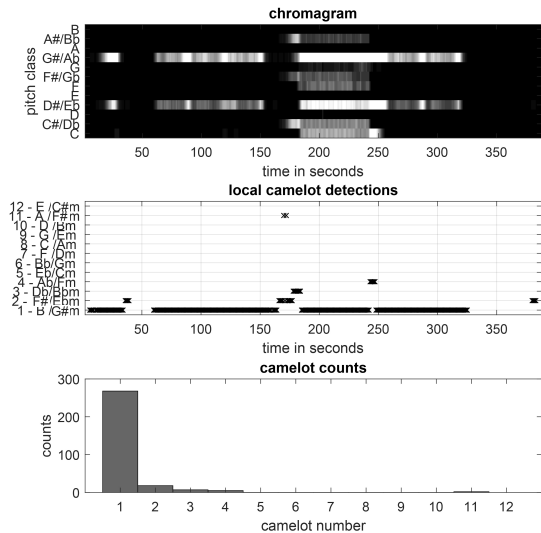 chromagram
B
A#/Bb
A
G#/Ab
G
F#/Gb
F
E
D#/Eb
D
C#/Db
C
pitch class
50 100 150 200 250 300 350
time in seconds
local camelot detections
12 - E /C#m
11 - A /F#m
10 - D /Bm
9 - G /Em
8 - C /Am
7 - F /Dm
6 - Bb/Gm
5 - Eb/Cm
4 - Ab/Fm
3 - Db/Bbm
2 - F#/Ebm
1 - B /G#m
50 100 150 200 250 300 350
time in seconds
camelot counts
300
200
100
0
counts
1 2 3 4 5 6 7 8 9 10 11 12
camelot number